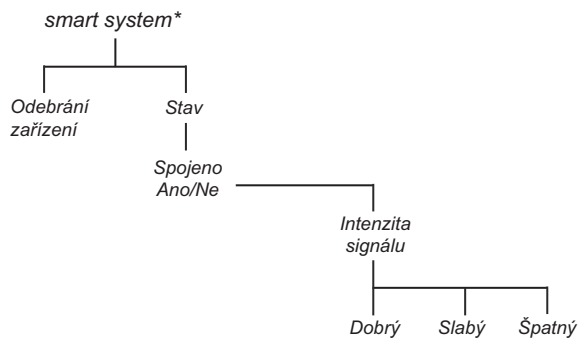 smart system*
Odebrání
zařízení
Stav
Spojeno
Ano/Ne
Intenzita
signálu
Dobrý
Slabý
Špatný